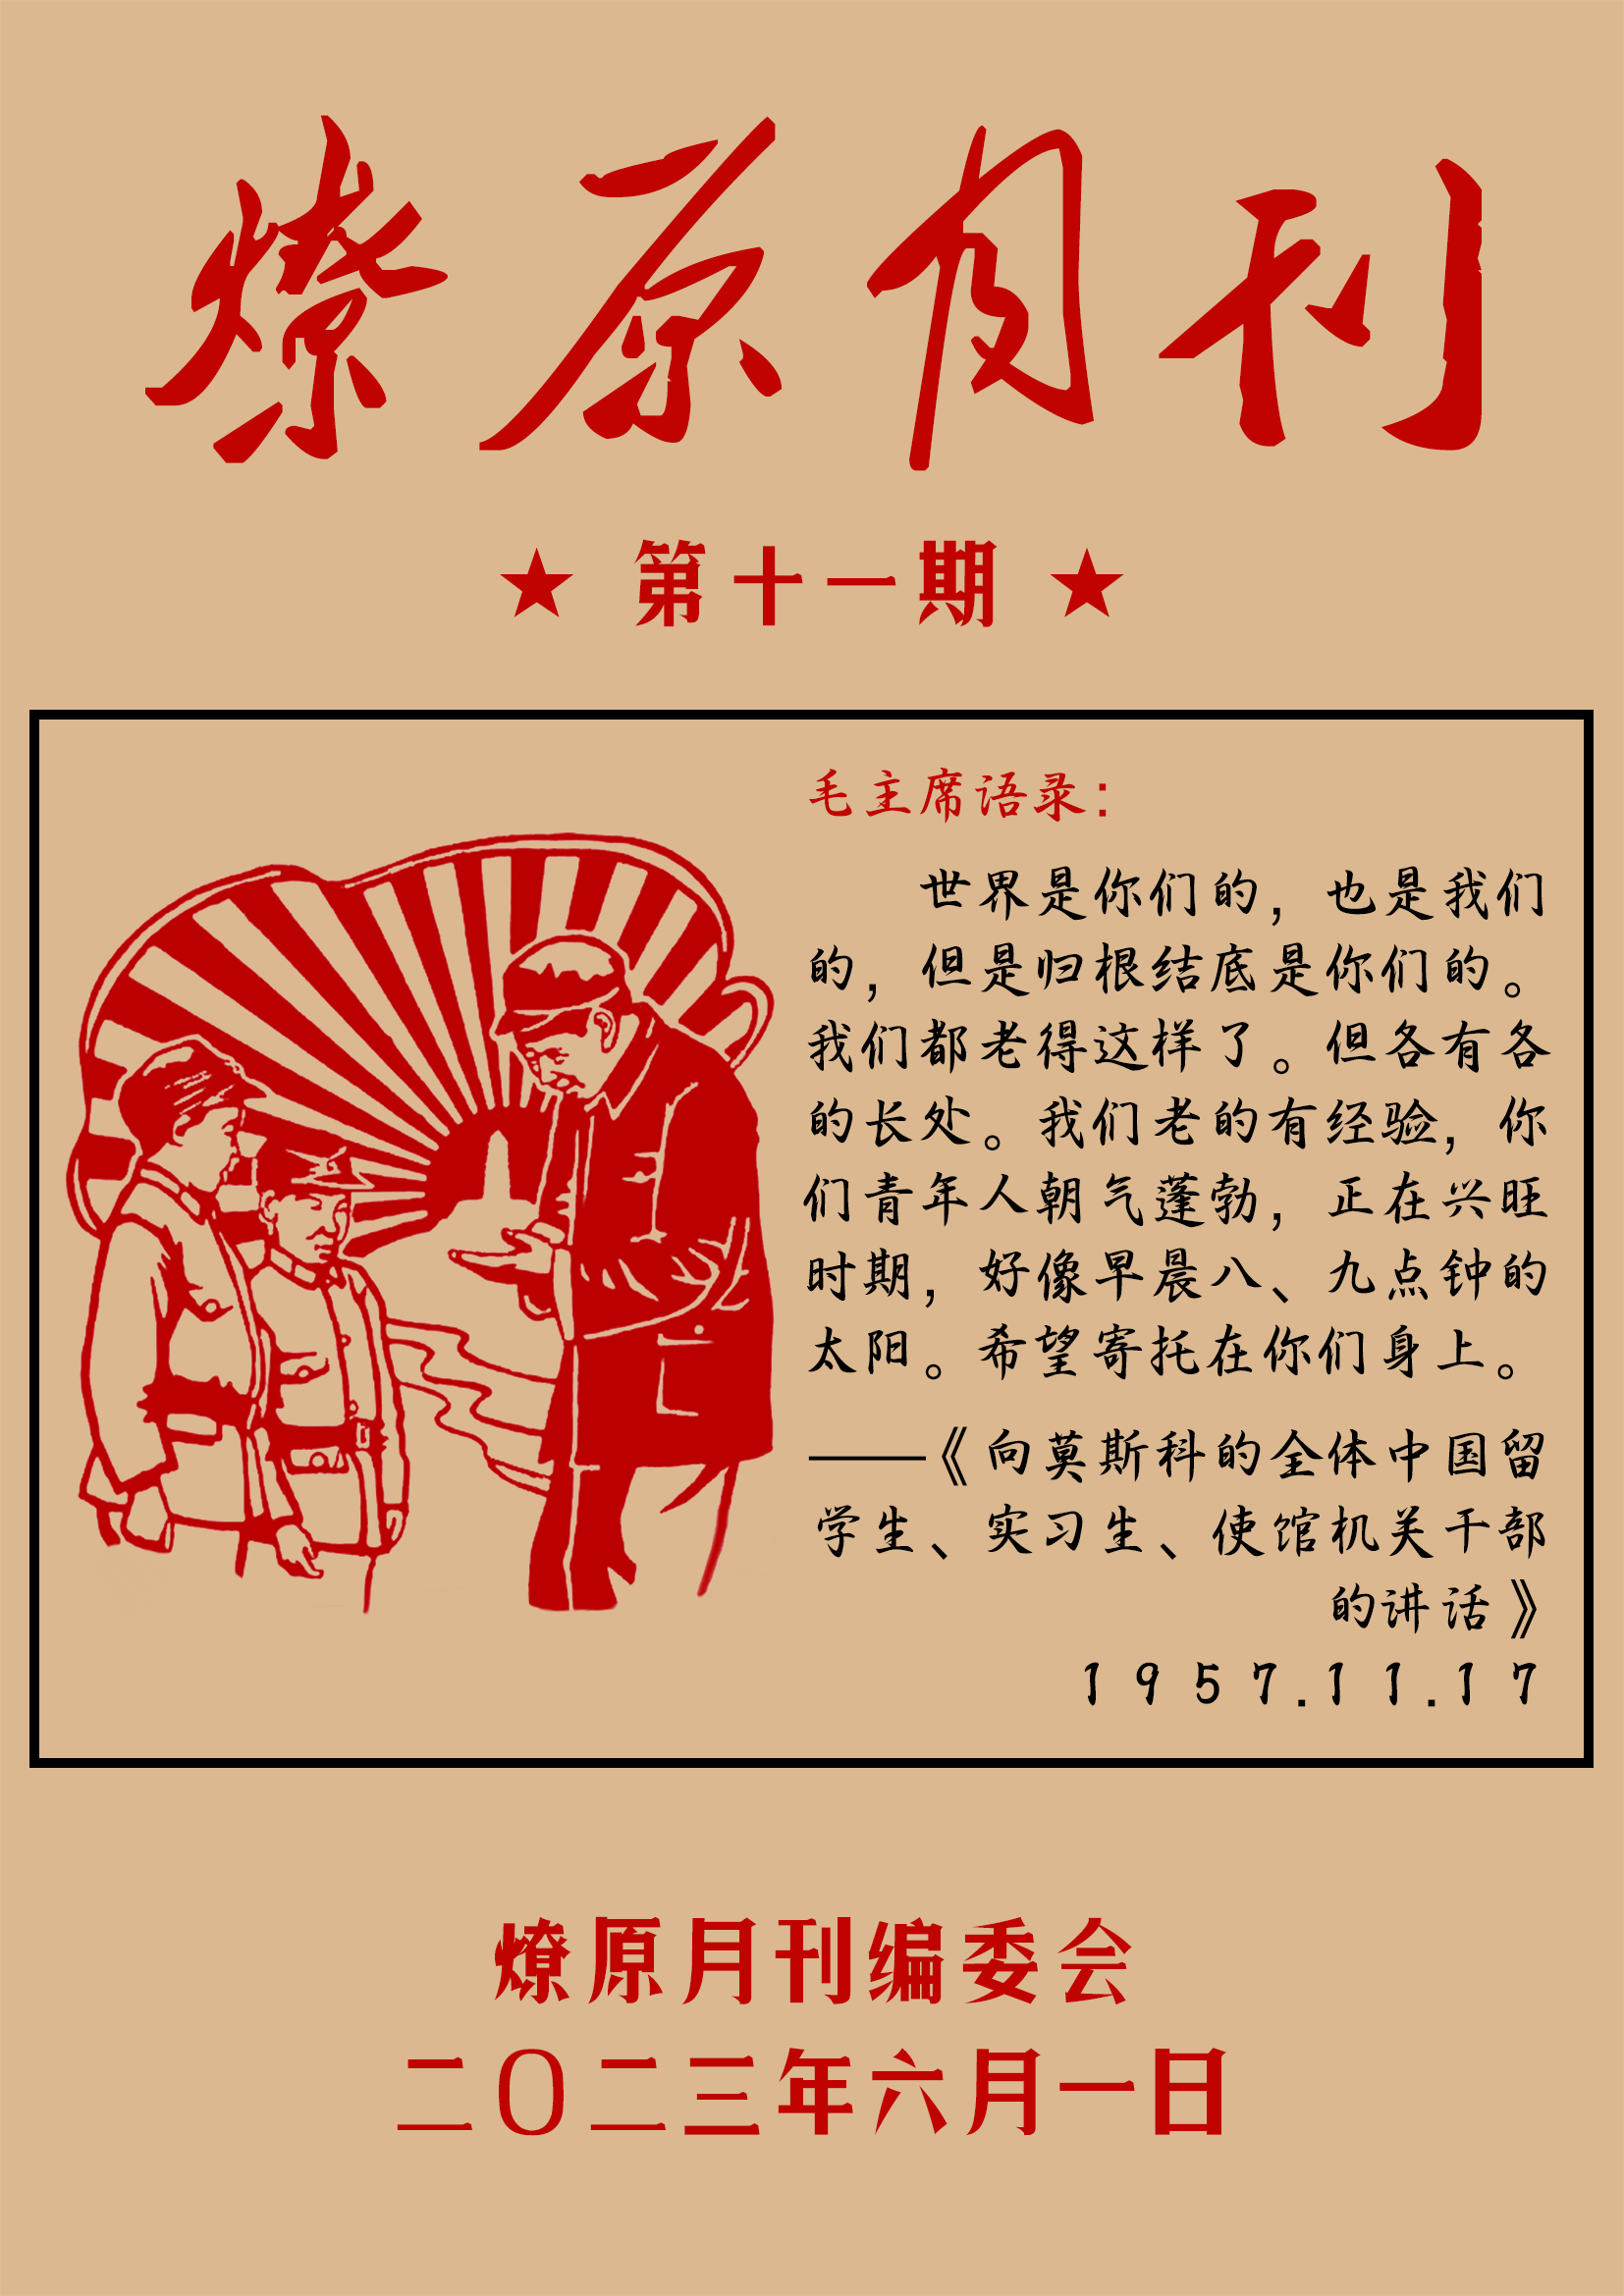 燎原月刊
★ 第十一期 ★
毛主席语录：
世界是你们的，也是我们
的，但是归根结底是你们的。
我们都老得这样了。但各有各
的长处。我们老的有经验，你
们青年人朝气蓬勃，正在兴旺
时期，好像早晨八、九点钟的
太阳。希望寄托在你们身上。
——《向莫斯科的全体中国留
学生、实习生、使馆机关干部
的讲话》
1957.11.17
燎原月刊编委会
二〇二三年六月一日